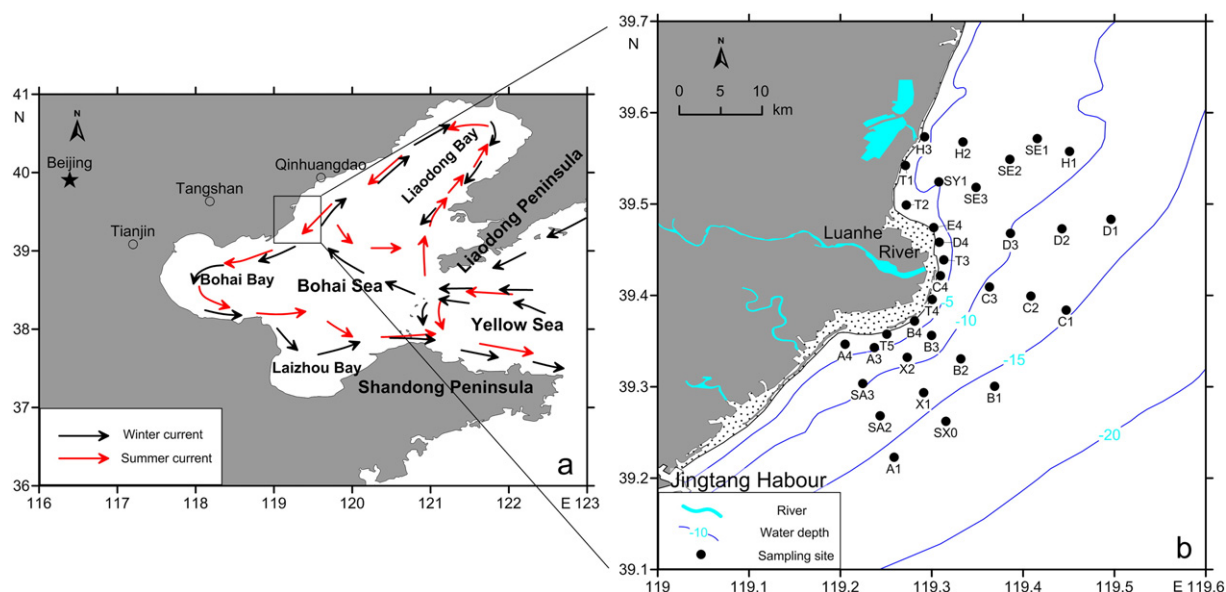 41
N
40
39
38
37
36
116
117
118
119
120
121
122
E
123
N
Beijing
Tangshan
Tianjin
Qinhuangdao
Liaodong Bay
Liaodong Peninsula
Bohai Bay
Bohai Sea
Yellow Sea
Laizhou Bay
Shandong Peninsula
Winter current
Summer current
a
39.7
N
39.6
39.5
39.4
39.3
39.2
39.1
119
119.1
119.2
119.3
119.4
119.5
E
119.6
N
0 5 10
km
H3
H2
SE1
H1
SE2
T1
SY1
SE3
T2
E4
D1
D2
D3
D4
Luanhe
River
T3
C4
C3
C2
C1
T4
-5
-10
-15
-20
B4
B3
T5
A4
A3
X2
B2
SA3
X1
B1
SA2
SX0
A1
Jingtang Habour
River
-10
Water depth
Sampling site
b